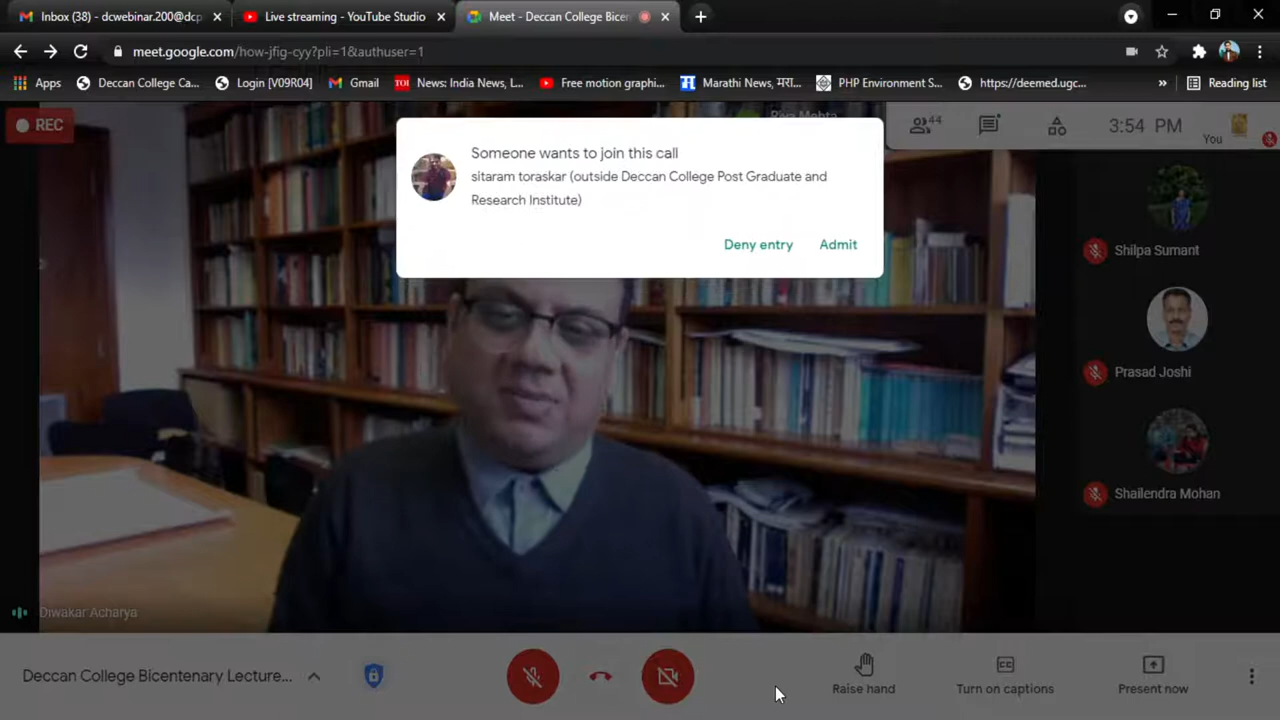 Inbox (38) - dcwebinar.200@dcp
Live streaming - YouTube Studio
Meet - Deccan College Bicen
meet.google.com/how-jfig-cyy?pli=1&authuser=1
Apps
Deccan College Ca...
Login [V09R04]
Gmail
TOI
News: India News, L...
Free motion graphi...
Marathi News, मरा...
PHP Environment S...
https://deemed.ugc...
»
Reading list
REC
Riya Mehta
44
3:54 PM
You
Someone wants to join this call
sitaram toraskar (outside Deccan College Post Graduate and
Research Institute)
Deny entry
Admit
Shilpa Sumant
Prasad Joshi
Shailendra Mohan
Diwakar Acharya
Deccan College Bicentenary Lecture...
Raise hand
CC
Turn on captions
Present now